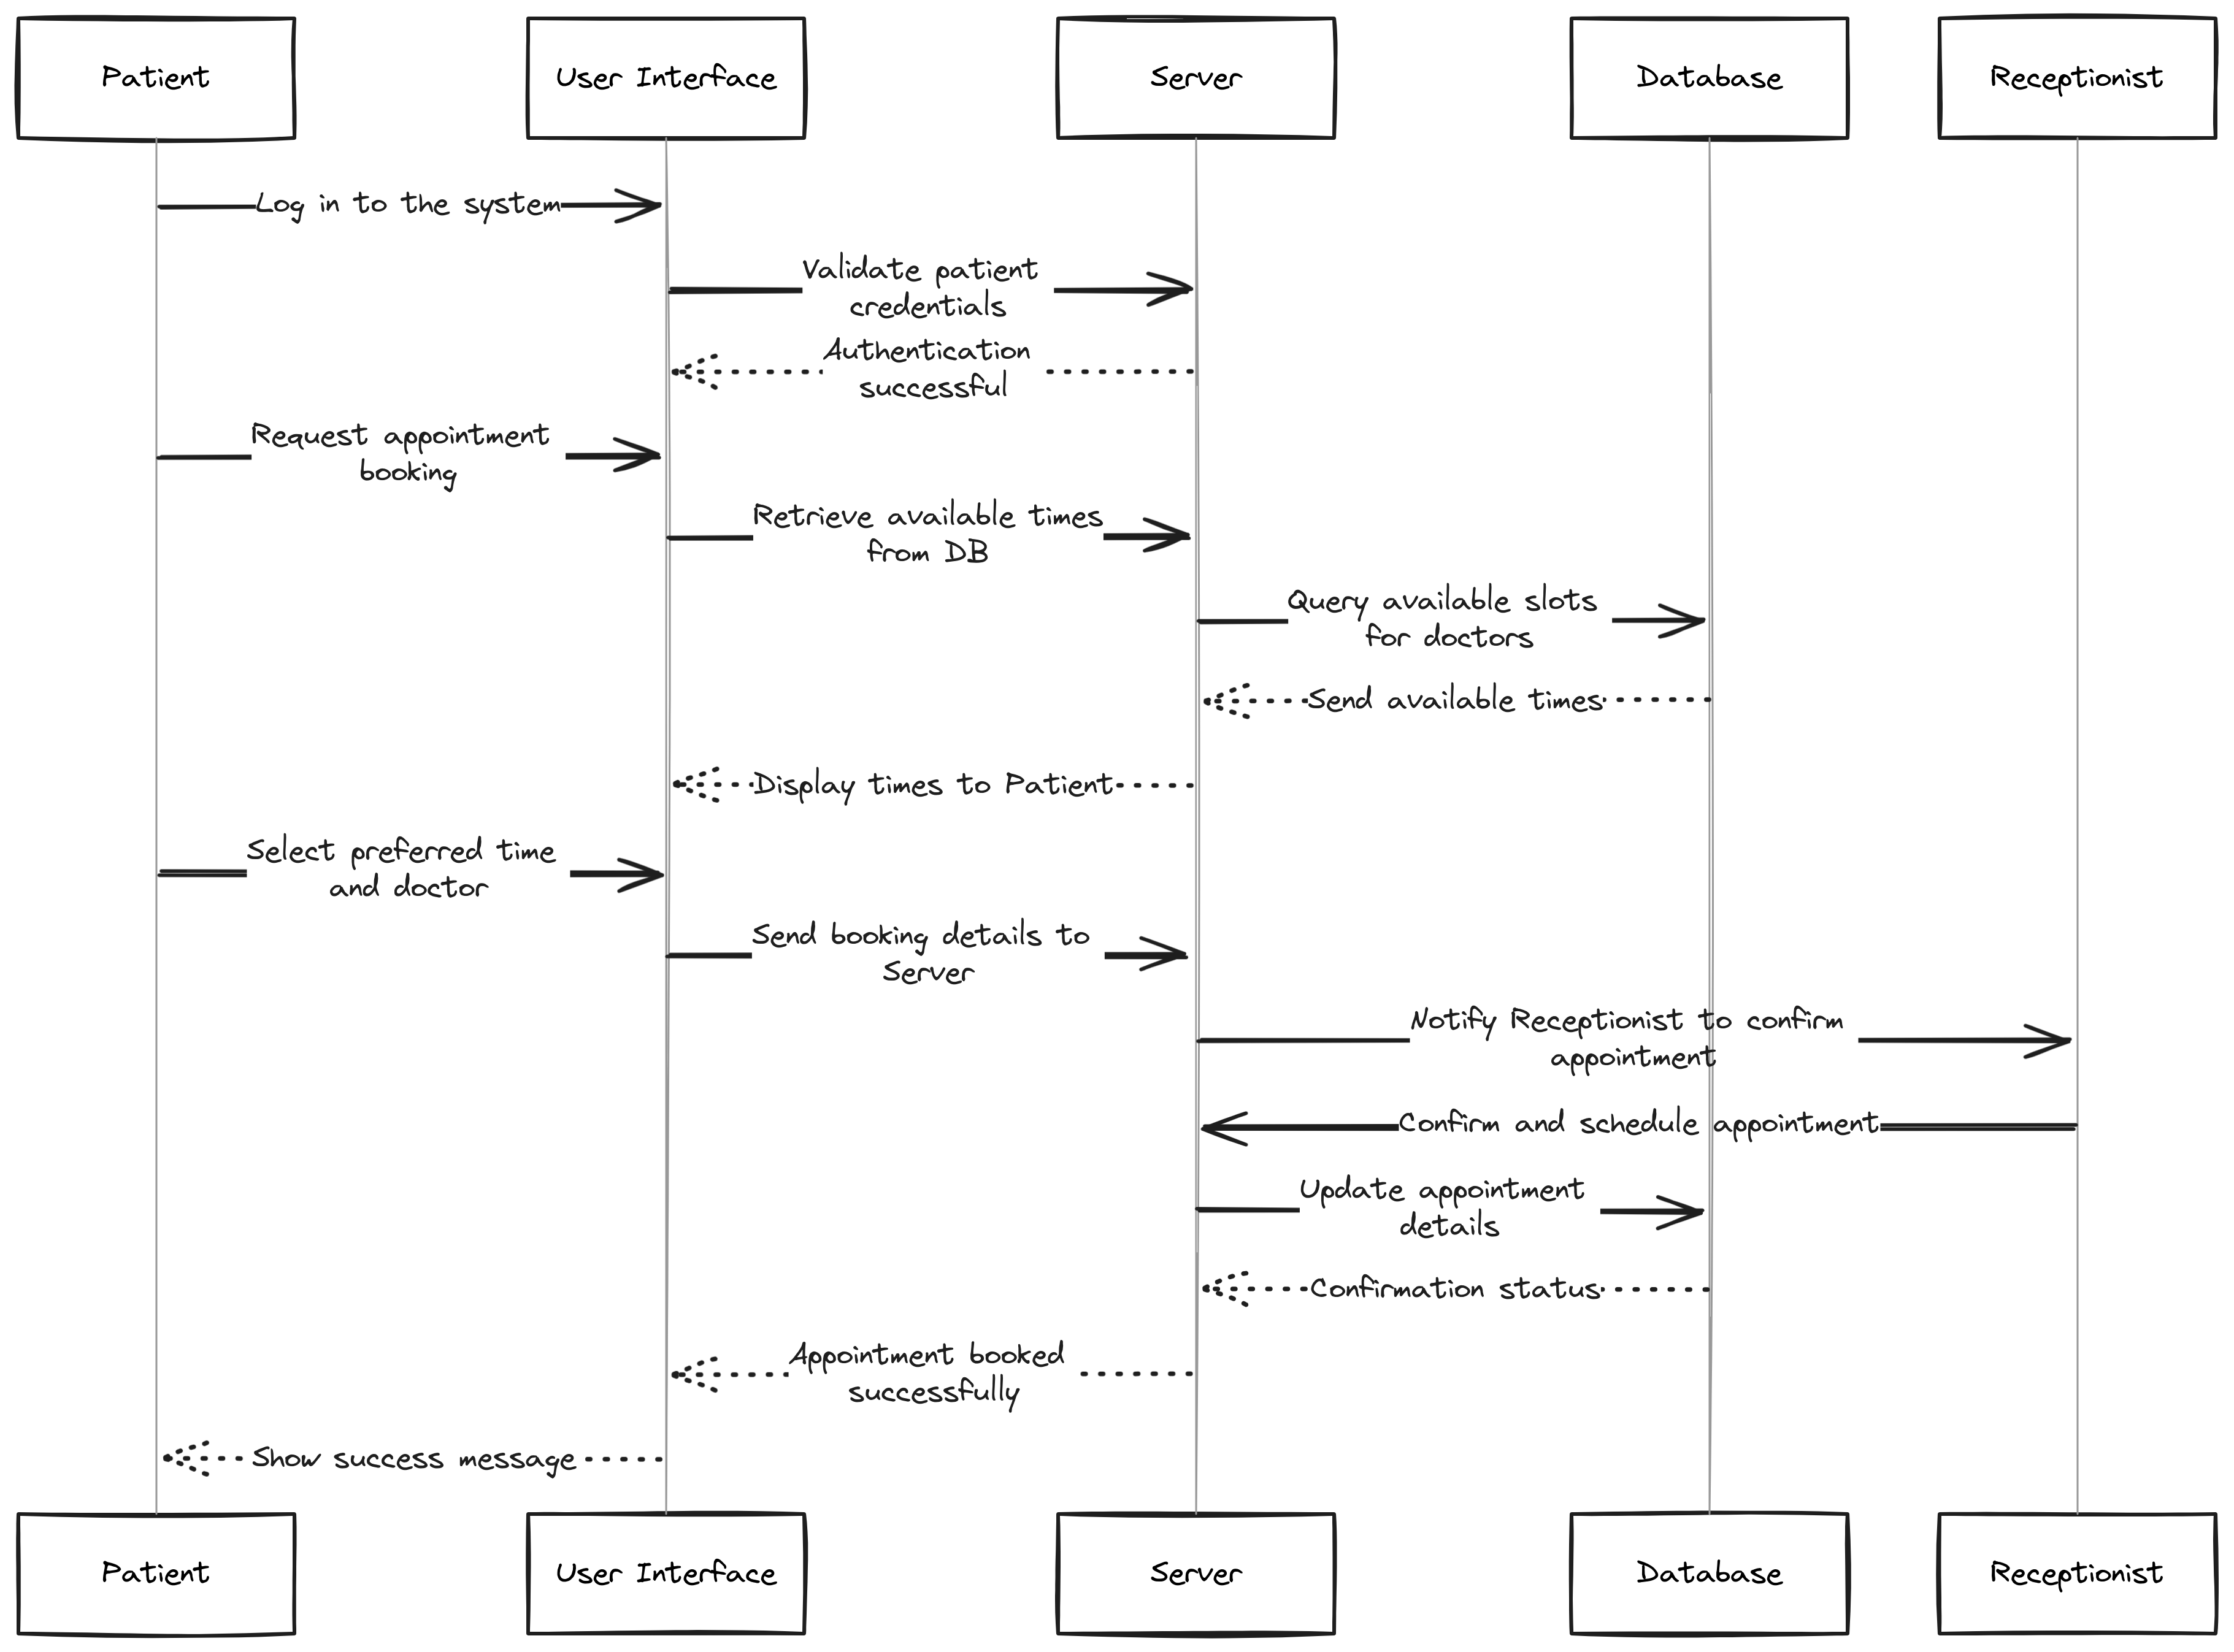 Patient
User Interface
Server
Database
Receptionist
Log in to the system
Validate patient
credentials
Authentication
successful
Request appointment
booking
Retrieve available times
from DB
Query available slots
for doctors
Send available times
Display times to Patient
Select preferred time
and doctor
Send booking details to
Server
Notify Receptionist to confirm
appointment
Confirm and schedule appointment
Update appointment
details
Confirmation status
Appointment booked
successfully
Show success message
Patient
User Interface
Server
Database
Receptionist